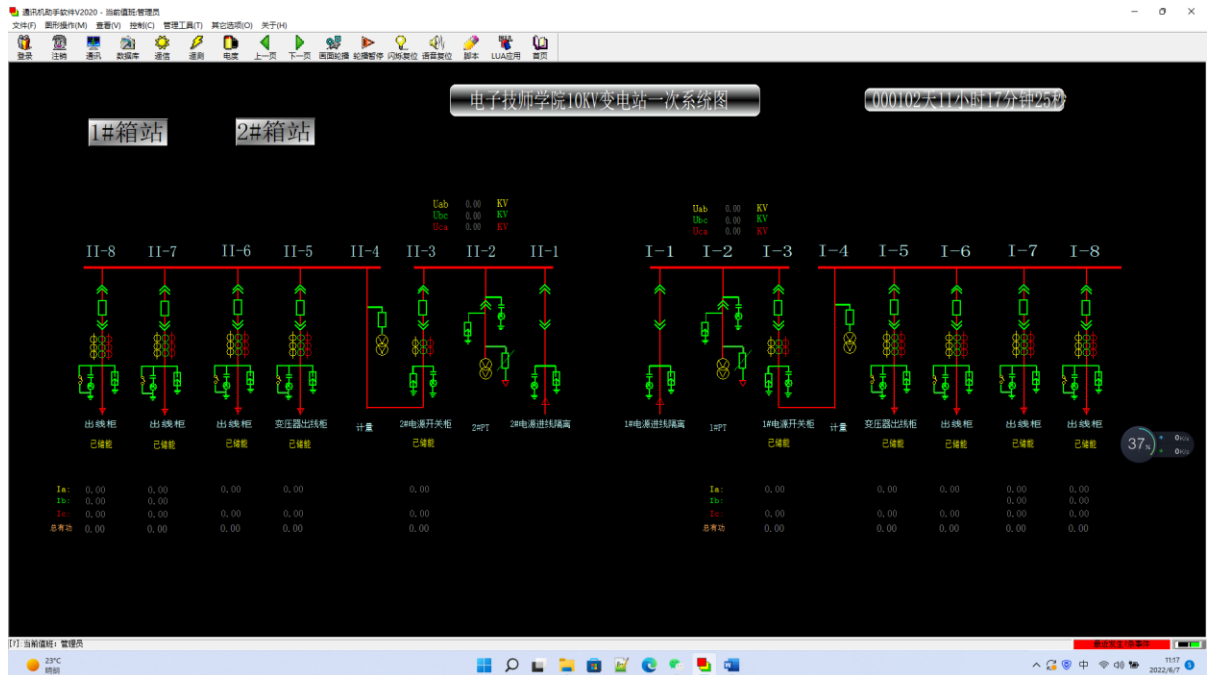 通讯机助手软件V2020 - 当前值班:管理员
文件(F) 图形操作(M) 查看(V) 控制(C) 管理工具(T) 其它选项(O) 关于(H)
登录 注销 通讯 数据库 遥信 遥测 电度 上一页 下一页 画面轮播 轮播暂停 闪烁复位 语音复位 脚本 LUA应用 首页
电子技师学院10KV变电站一次系统图
000102天11小时17分钟25秒
1#箱站 2#箱站
Uab 0.00 KV
Ubc 0.00 KV
Uca 0.00 KV
Uab 0.00 KV
Ubc 0.00 KV
Uca 0.00 KV
II-8 II-7 II-6 II-5 II-4 II-3 II-2 II-1 I-1 I-2 I-3 I-4 I-5 I-6 I-7 I-8
出线柜 出线柜 出线柜 变压器出线柜 计量 2#电源开关柜 2#PT 2#电源进线隔离 1#电源进线隔离 1#PT 1#电源开关柜 计量 变压器出线柜 出线柜 出线柜 出线柜
已储能 已储能 已储能 已储能 已储能 已储能 已储能 已储能 已储能 已储能
37% 0K/s
0K/s
Ia: 0.00 0.00 0.00 0.00 0.00 Ia: 0.00 0.00 0.00 0.00 0.00
Ib: 0.00 0.00 Ib: 0.00 0.00
Ic: 0.00 0.00 0.00 0.00 0.00 Ic: 0.00 0.00 0.00 0.00 0.00
总有功 0.00 0.00 0.00 0.00 0.00 总有功 0.00 0.00 0.00 0.00 0.00
[7]:当前值班: 管理员
23°C
晴朗
中
11:17
2022/6/7